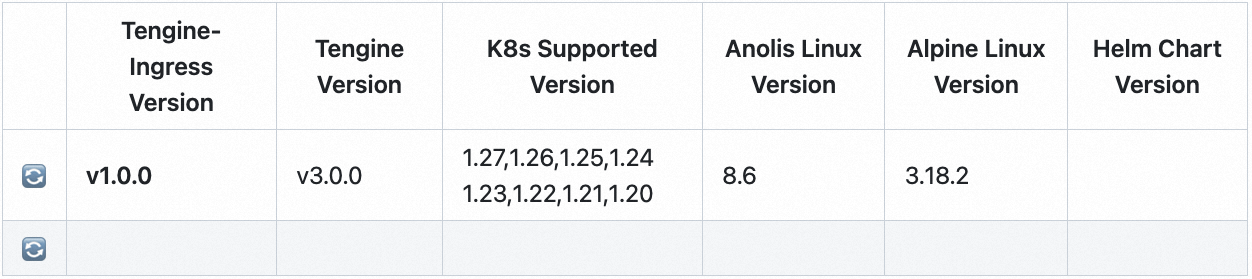 Tengine-
Ingress
Version
Tengine
Version
K8s Supported
Version
Anolis Linux
Version
Alpine Linux
Version
Helm Chart
Version
v1.0.0
v3.0.0
1.27,1.26,1.25,1.24
1.23,1.22,1.21,1.20
8.6
3.18.2